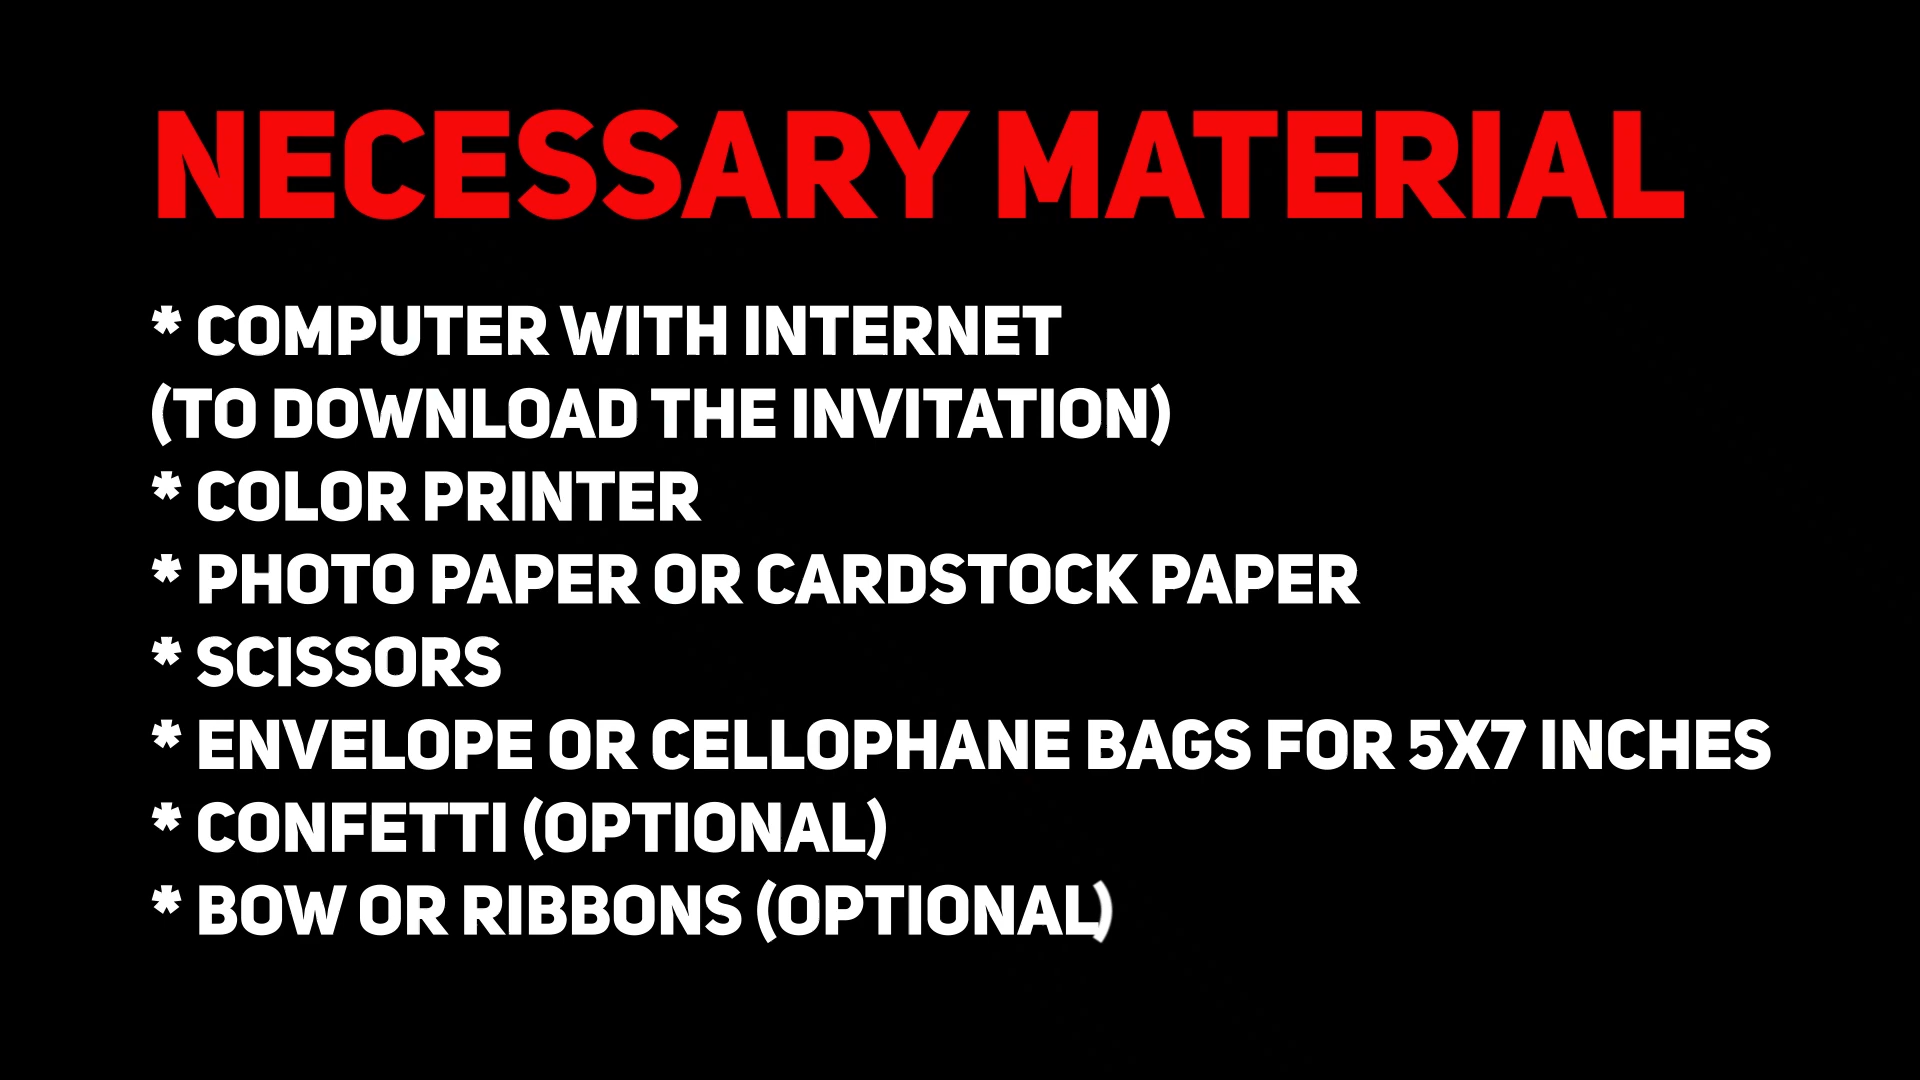 NECESSARY MATERIAL
* COMPUTER WITH INTERNET
(TO DOWNLOAD THE INVITATION)
* COLOR PRINTER
* PHOTO PAPER OR CARDSTOCK PAPER
* SCISSORS
* ENVELOPE OR CELLOPHANE BAGS FOR 5X7 INCHES
* CONFETTI (OPTIONAL)
* BOW OR RIBBONS (OPTIONAL)